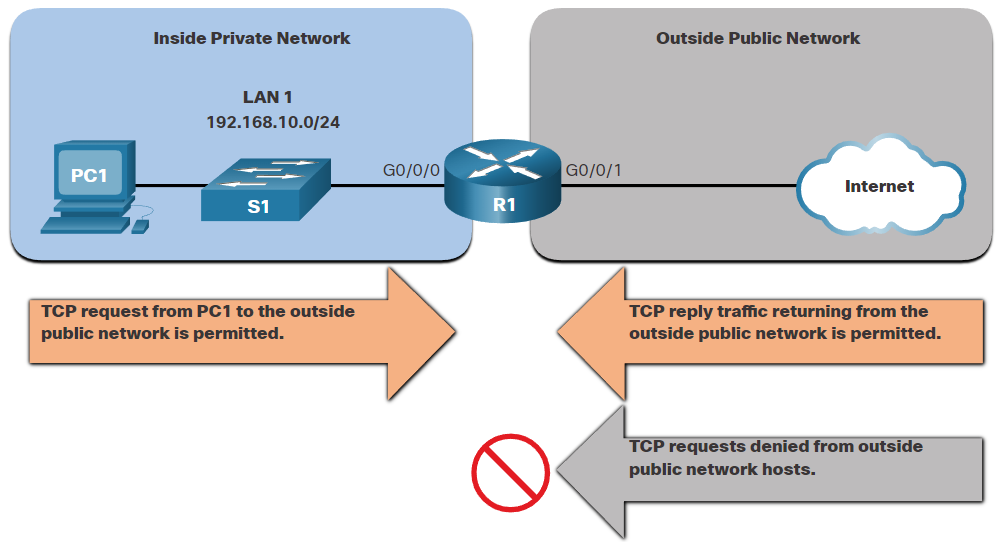 Inside Private Network
Outside Public Network
LAN 1
192.168.10.0/24
PC1
S1
G0/0/0
R1
G0/0/1
Internet
TCP request from PC1 to the outside
public network is permitted.
TCP reply traffic returning from the
outside public network is permitted.
TCP requests denied from outside
public network hosts.